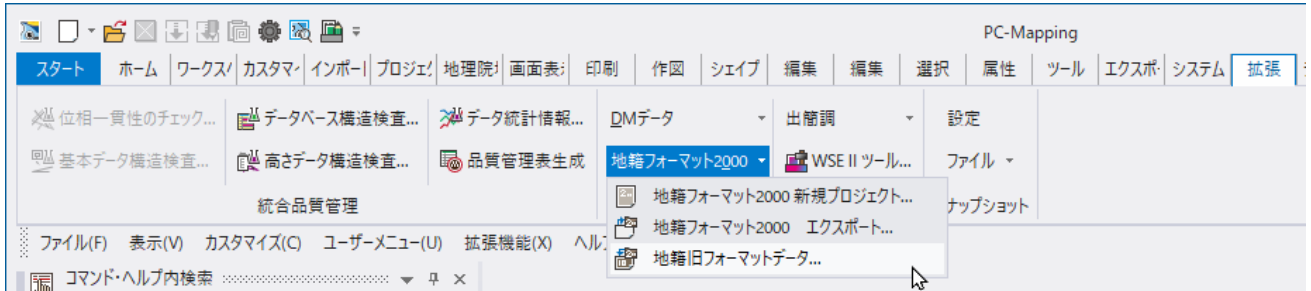 PC-Mapping
スタート ホーム ワークス カスタマ インポート プロジェク 地理院 画面表 印刷 作図 シェイプ 編集 編集 選択 属性 ツール エクスポ システム 拡張
位相一貫性のチェック... データベース構造検査... データ統計情報... DMデータ 出簡調 設定
基本データ構造検査... 高さデータ構造検査... 品質管理表生成 地籍フォーマット2000 WSE II ツール... ファイル
統合品質管理 ナップショット
地籍フォーマット2000 新規プロジェクト...
地籍フォーマット2000 エクスポート...
地籍旧フォーマットデータ...
ファイル(F) 表示(V) カスタマイズ(C) ユーザーメニュー(U) 拡張機能(X) ヘル
コマンド・ヘルプ内検索